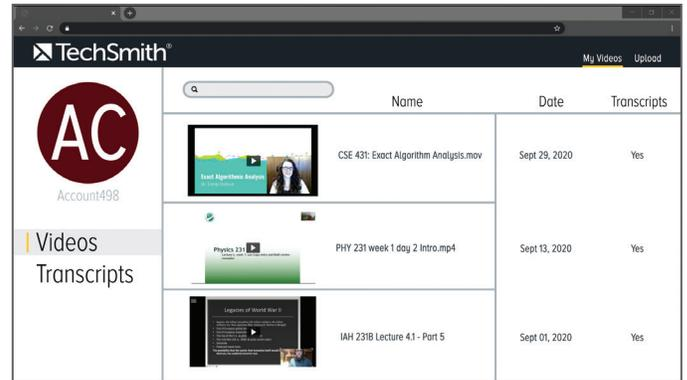 TechSmith®
My Videos Upload
AC
Account498
Videos
Transcripts
Name Date Transcripts
Exact Algorithmic Analysis
CSE 431: Exact Algorithm Analysis.mov Sept 29, 2020 Yes
Physics 231
PHY 231 week 1 day 2 Intro.mp4 Sept 13, 2020 Yes
Legacies of World War II
IAH 231B Lecture 4.1 - Part 5 Sept 01, 2020 Yes